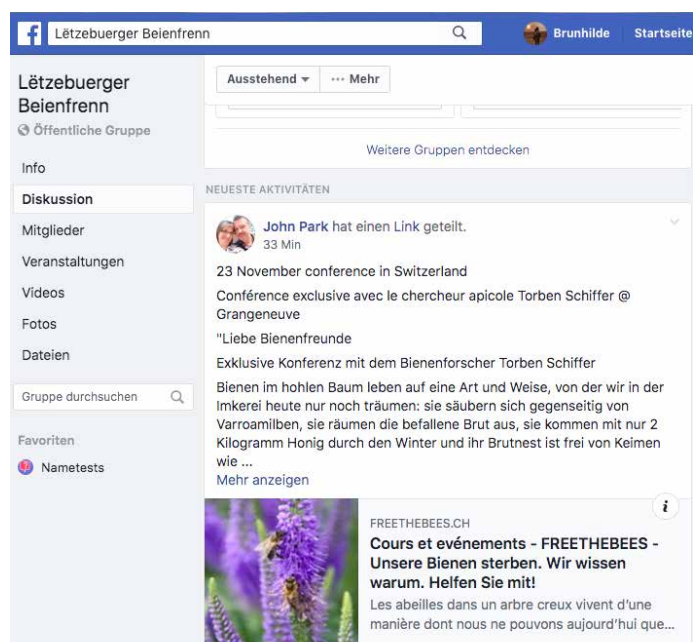 f
Lëtzebuerger Beienfrenn
Brunhilde
Startseite
Lëtzebuerger
Beienfrenn
Öffentliche Gruppe
Info
Diskussion
Mitglieder
Veranstaltungen
Videos
Fotos
Dateien
Gruppe durchsuchen
Favoriten
Nametests
Ausstehend
··· Mehr
Weitere Gruppen entdecken
NEUESTE AKTIVITÄTEN
John Park hat einen Link geteilt.
33 Min
23 November conference in Switzerland
Conférence exclusive avec le chercheur apicole Torben Schiffer @
Grangeneuve
"Liebe Bienenfreunde
Exklusive Konferenz mit dem Bienenforscher Torben Schiffer
Bienen im hohlen Baum leben auf eine Art und Weise, von der wir in der
Imkerei heute nur noch träumen: sie säubern sich gegenseitig von
Varroamilben, sie räumen die befallene Brut aus, sie kommen mit nur 2
Kilogramm Honig durch den Winter und ihr Brutnest ist frei von Keimen
wie ...
Mehr anzeigen
i
FREETHEBEES.CH
Cours et evénements - FREETHEBEES -
Unsere Bienen sterben. Wir wissen
warum. Helfen Sie mit!
Les abeilles dans un arbre creux vivent d'une
manière dont nous ne pouvons aujourd'hui que...